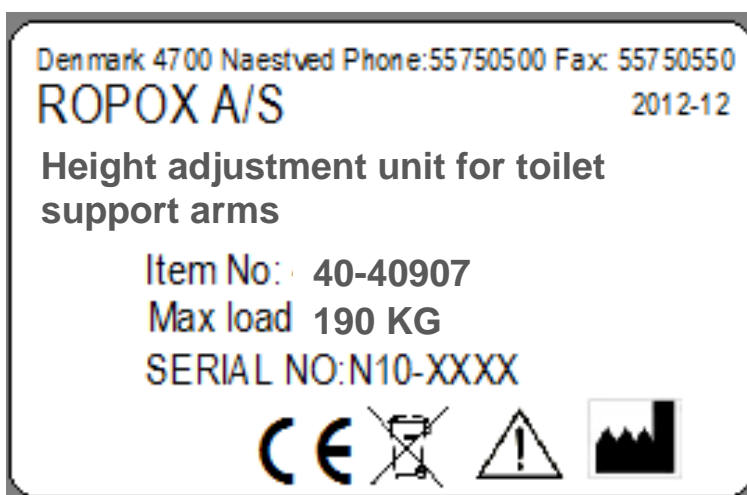 Denmark 4700 Naestved Phone:55750500 Fax: 55750550
ROPOX A/S 2012-12
Height adjustment unit for toilet
support arms
Item No: 40-40907
Max load 190 KG
SERIAL NO:N10-XXXX
CE